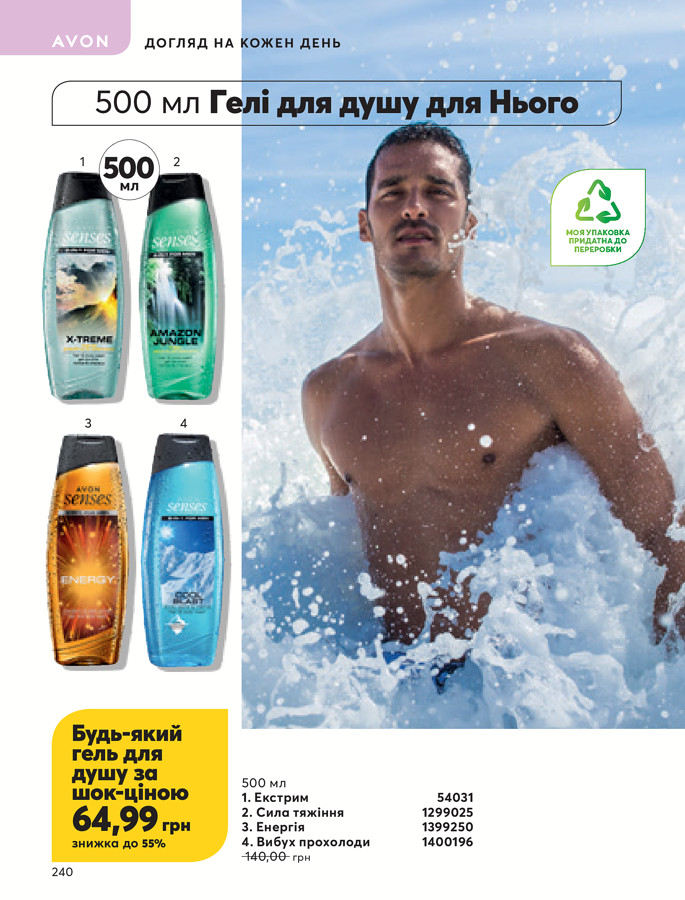 AVON
ДОГЛЯД НА КОЖЕН ДЕНЬ
500 мл Гелі для душу для Нього
1
500
мл
2
senses
X-TREME
senses
AMAZON
JUNGLE
МОЯ УПАКОВКА
ПРИДАТНА ДО
ПЕРЕРОБКИ
3
4
AVON
senses
ENERGY
senses
COOL
BLAST
Будь-який
гель для
душу за
шок-ціною
64,99 грн
знижка до 55%
500 мл
1. Екстрим 54031
2. Сила тяжіння 1299025
3. Енергія 1399250
4. Вибух прохолоди 1400196
140,00 грн
240